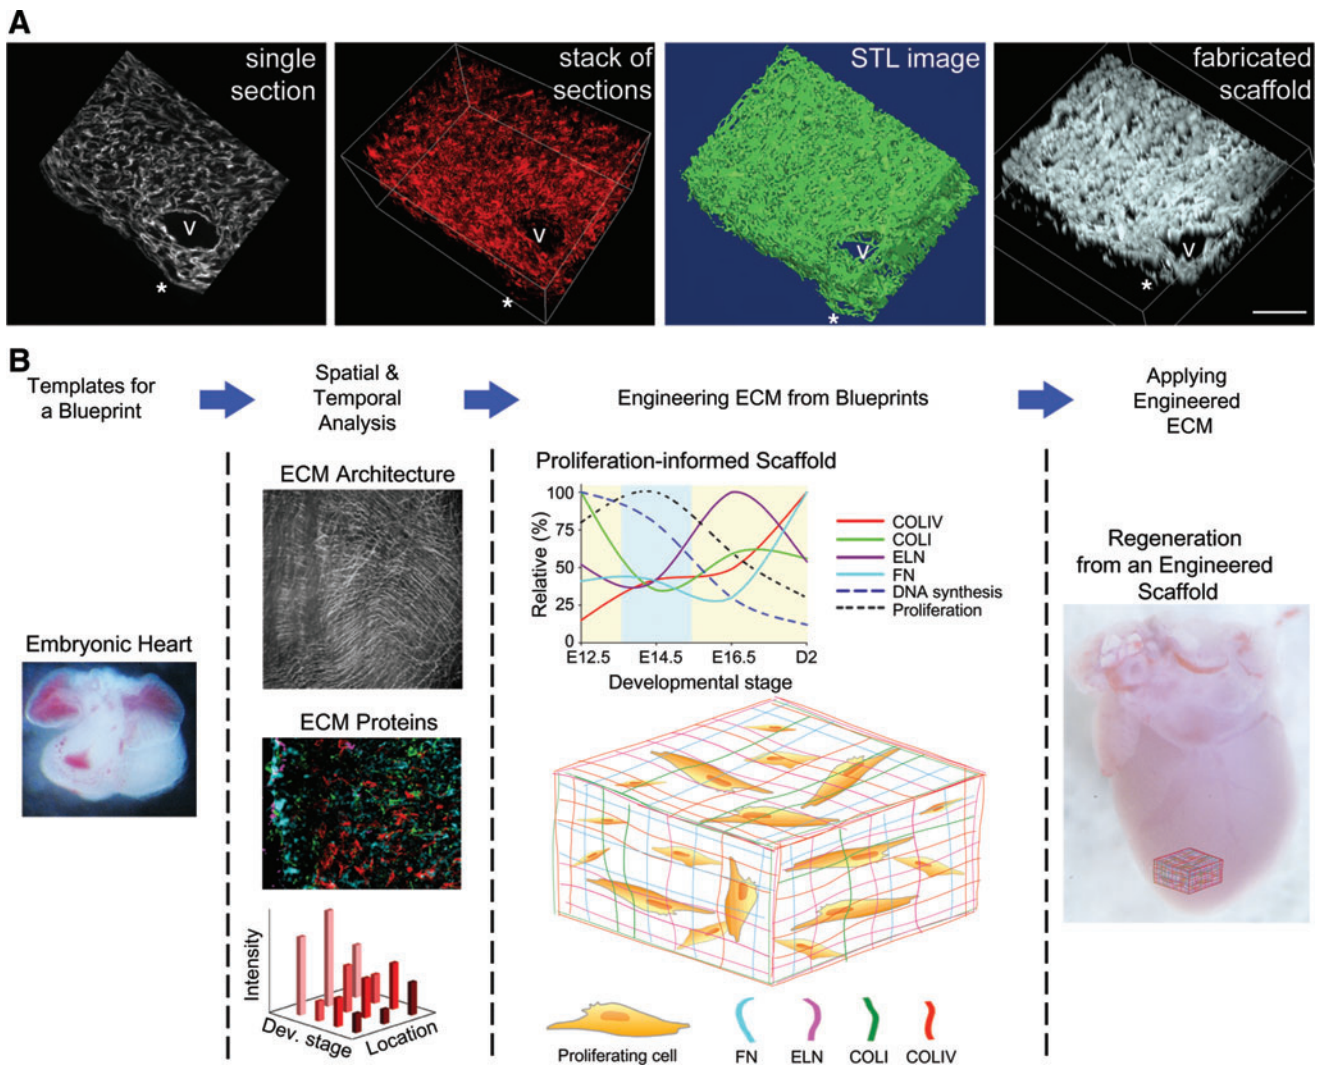 A
single
section
V
*
stack of
sections
V
*
STL image
V
*
fabricated
scaffold
V
*
B
Templates for
a Blueprint
Spatial &
Temporal
Analysis
Engineering ECM from Blueprints
Applying
Engineered
ECM
Embryonic Heart
ECM Architecture
ECM Proteins
Intensity
Dev. stage
Location
Proliferation-informed Scaffold
Relative (%)
100
75
50
25
0
E12.5
E14.5
E16.5
D2
Developmental stage
COLIV
COLI
ELN
FN
DNA synthesis
Proliferation
Proliferating cell
FN
ELN
COLI
COLIV
Regeneration
from an Engineered
Scaffold